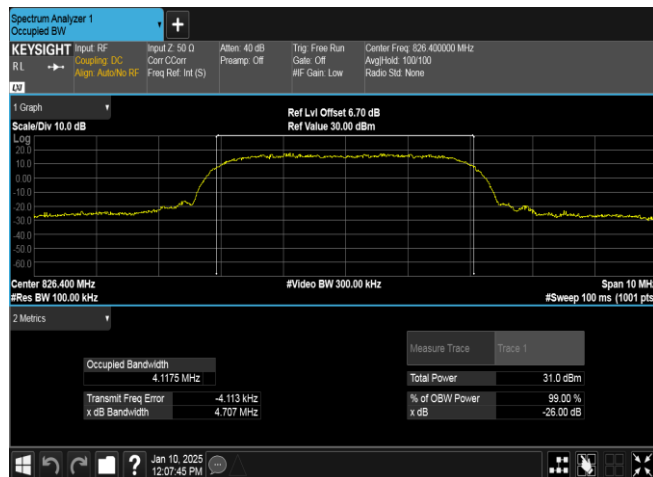 Spectrum Analyzer 1
Occupied BW
KEYSIGHT Input: RF Input Z: 50 Ω Atten: 40 dB Trig: Free Run Center Freq: 826.400000 MHz
RL Coupling: DC Corr CCorr Preamp: Off Gate: Off Avg|Hold: 100/100
Align: Auto/No RF Freq Ref: Int (S) #IF Gain: Low Radio Std: None
LXI
1 Graph
Ref Lvl Offset 6.70 dB
Scale/Div 10.0 dB Ref Value 30.00 dBm
Log
20.0
10.0
0.00
-10.0
-20.0
-30.0
-40.0
-50.0
-60.0
Center 826.400 MHz #Video BW 300.00 kHz Span 10 MHz
#Res BW 100.00 kHz #Sweep 100 ms (1001 pts
2 Metrics
Measure Trace Trace 1
Occupied Bandwidth
4.1175 MHz
Total Power 31.0 dBm
Transmit Freq Error -4.113 kHz % of OBW Power 99.00 %
x dB Bandwidth 4.707 MHz x dB -26.00 dB
? Jan 10, 2025
12:07:45 PM